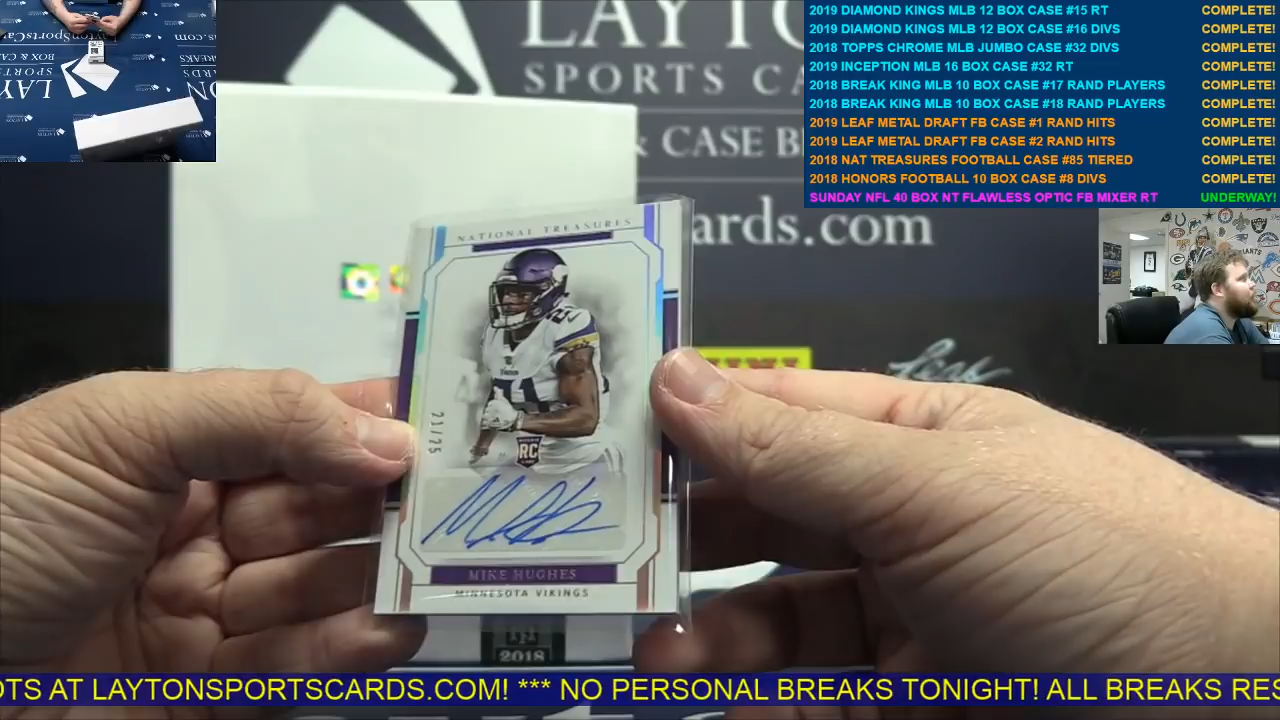 LAYTO
SPORTS CA
& CASE B
ards.com
2019 DIAMOND KINGS MLB 12 BOX CASE #15 RT COMPLETE!
2019 DIAMOND KINGS MLB 12 BOX CASE #16 DIVS COMPLETE!
2018 TOPPS CHROME MLB JUMBO CASE #32 DIVS COMPLETE!
2019 INCEPTION MLB 16 BOX CASE #32 RT COMPLETE!
2018 BREAK KING MLB 10 BOX CASE #17 RAND PLAYERS COMPLETE!
2018 BREAK KING MLB 10 BOX CASE #18 RAND PLAYERS COMPLETE!
2019 LEAF METAL DRAFT FB CASE #1 RAND HITS COMPLETE!
2019 LEAF METAL DRAFT FB CASE #2 RAND HITS COMPLETE!
2018 NAT TREASURES FOOTBALL CASE #85 TIERED COMPLETE!
2018 HONORS FOOTBALL 10 BOX CASE #8 DIVS COMPLETE!
SUNDAY NFL 40 BOX NT FLAWLESS OPTIC FB MIXER RT UNDERWAY!
NATIONAL TREASURES
21/25
RC
MIKE HUGHES
MINNESOTA VIKINGS
Leaf
2018
OTS AT LAYTONSPORTSCARDS.COM! *** NO PERSONAL BREAKS TONIGHT! ALL BREAKS RES